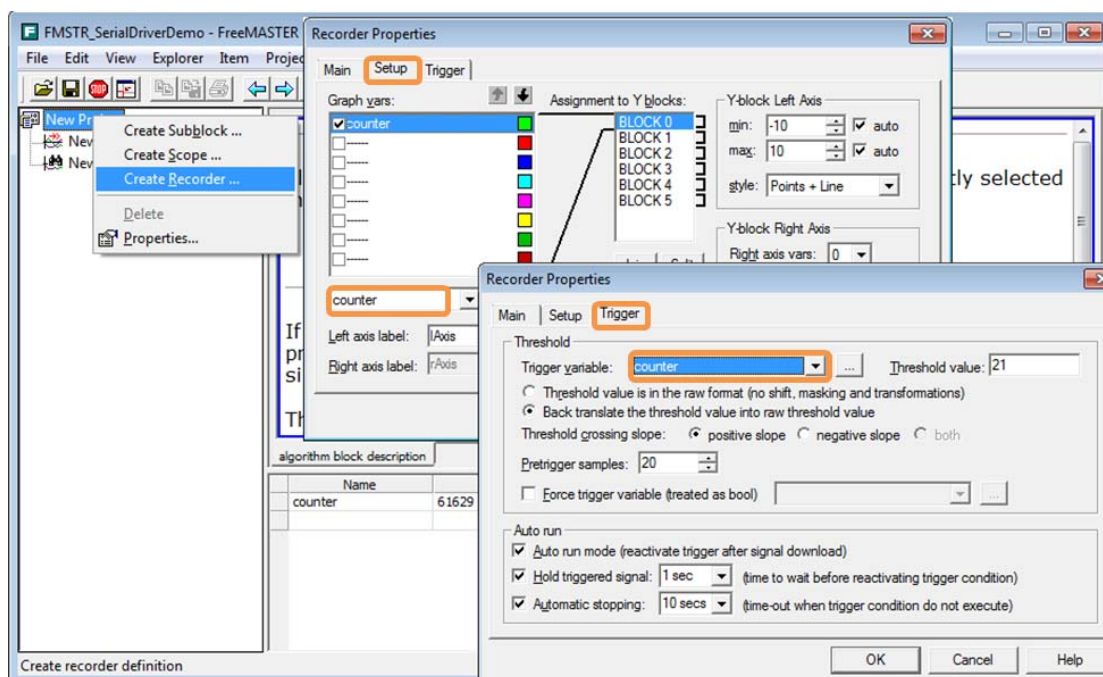 FMSTR_SerialDriverDemo - FreeMASTER
File Edit View Explorer Item
STOP
New
New
Create Subblock ...
Create Scope ...
Create Recorder ...
Delete
Properties...
tly selected
If
si
algorithm block description
Name
counter 61629
Create recorder definition
Recorder Properties
Main Setup Trigger
Graph vars:
counter
------
------
------
------
------
------
------
counter
Left axis label: lAxis
Right axis label: rAxis
Assignment to Y blocks:
BLOCK 0
BLOCK 1
BLOCK 2
BLOCK 3
BLOCK 4
BLOCK 5
Y-block Left Axis
min: -10 auto
max: 10 auto
style: Points + Line
Y-block Right Axis
Right axis vars: 0
Recorder Properties
Main Setup Trigger
Threshold
Trigger variable: counter ... Threshold value: 21
Threshold value is in the raw format (no shift, masking and transformations)
Back translate the threshold value into raw threshold value
Threshold crossing slope: positive slope negative slope both
Pretrigger samples: 20
Force trigger variable (treated as bool) ...
Auto run
Auto run mode (reactivate trigger after signal download)
Hold triggered signal: 1 sec (time to wait before reactivating trigger condition)
Automatic stopping: 10 secs (time-out when trigger condition do not execute)
OK Cancel Help